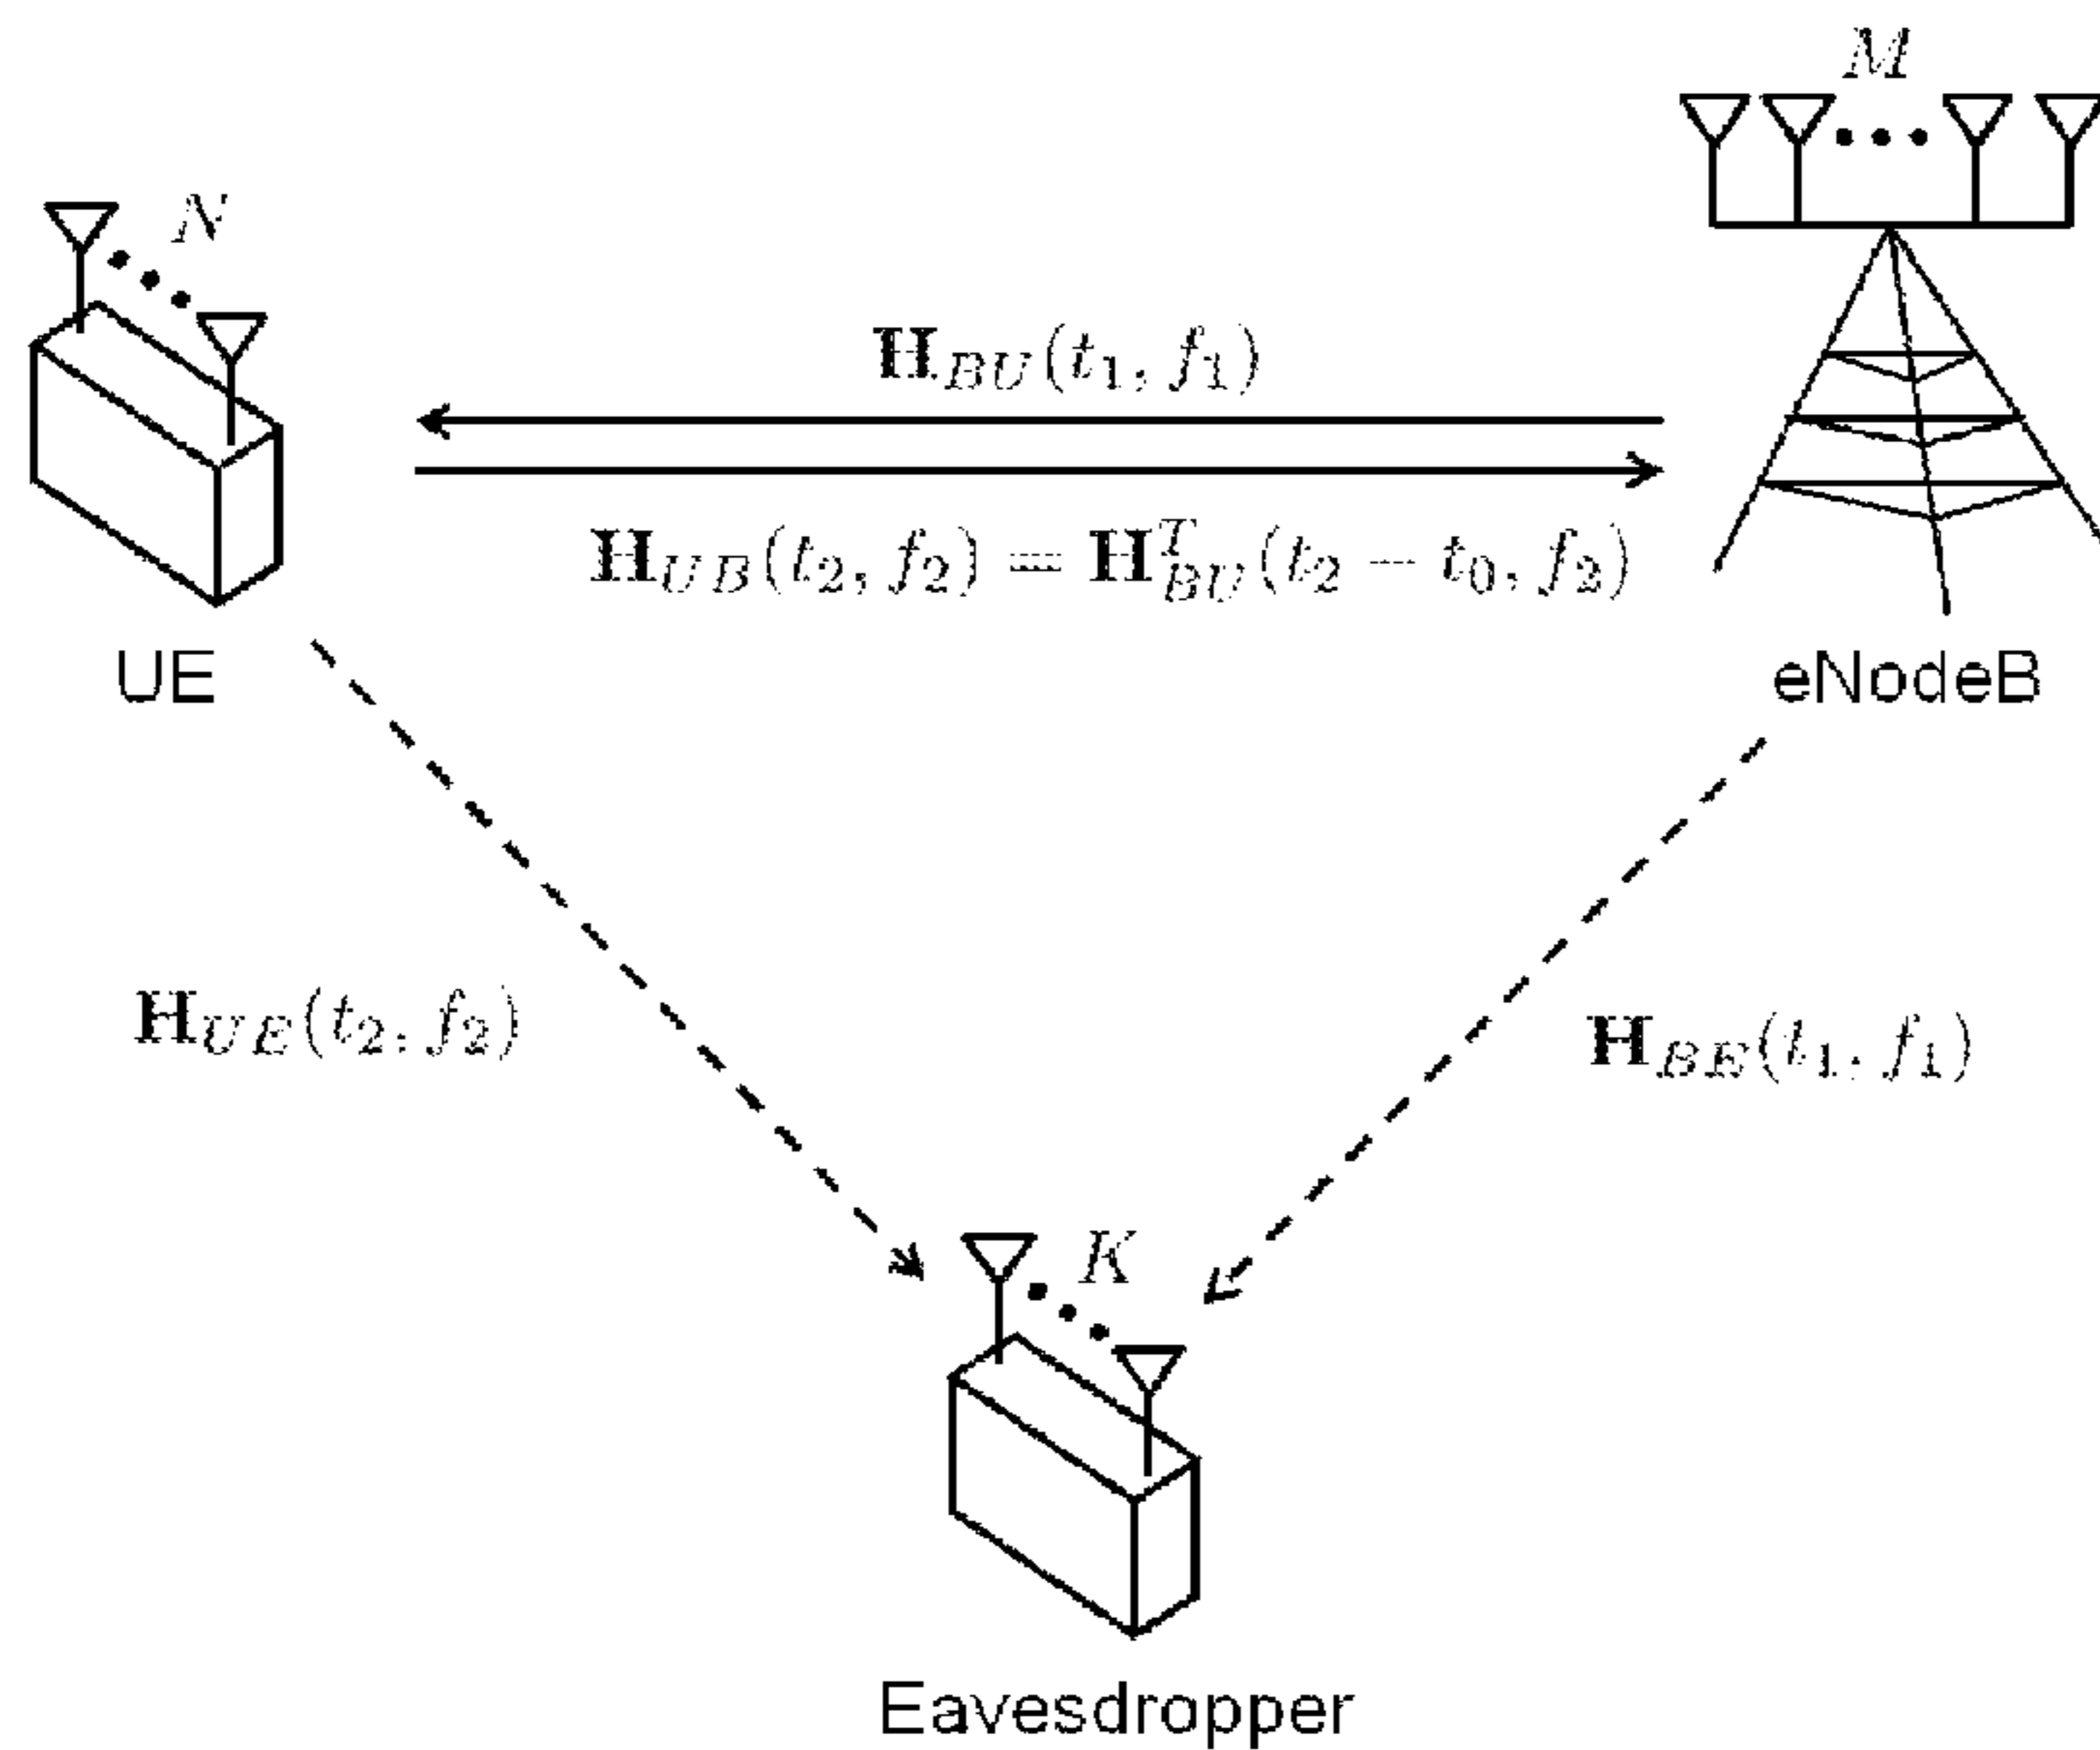 M
N
H_BU(t_1, f_1)
H_UB(t_2, f_2) = H^T_BU(t_2 − t_0, f_2)
UE
eNodeB
H_UE(t_2, f_2)
H_BE(t_1, f_1)
K
Eavesdropper